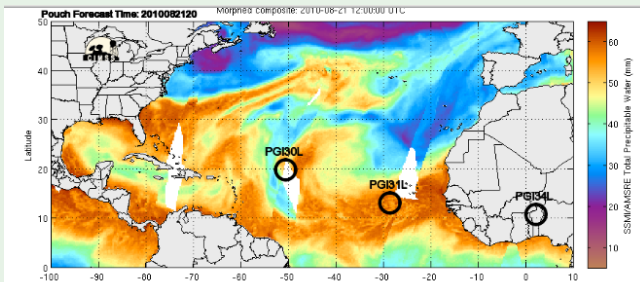 Pouch Forecast Time: 2010082120
Morphed composite: 2010-08-21 12:00:00 UTC
50
40
30
20
10
0
Latitude
PGI30L
PGI31L
PGI34L
-100 -90 -80 -70 -60 -50 -40 -30 -20 -10 0 10
60
50
40
30
20
10
SSMI/AMSRE Total Precipitable Water (mm)